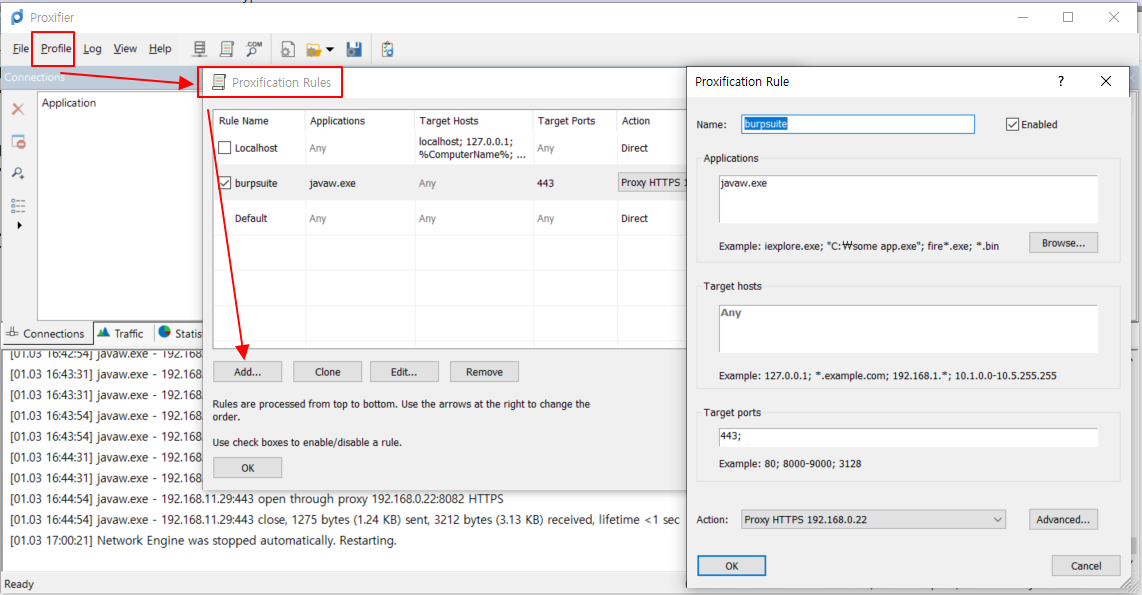 Proxifier
File Profile Log View Help
.COM
Connections
Application
Proxification Rules
Rule Name Applications Target Hosts Target Ports Action
Localhost Any localhost; 127.0.0.1; %ComputerName%; ... Any Direct
burpsuite javaw.exe Any 443 Proxy HTTPS 1
Default Any Any Any Direct
Add... Clone Edit... Remove
Rules are processed from top to bottom. Use the arrows at the right to change the
order.
Use check boxes to enable/disable a rule.
OK
Connections Traffic Statis
[01.03 16:42:54] javaw.exe - 192.168.
[01.03 16:43:31] javaw.exe - 192.168.
[01.03 16:43:31] javaw.exe - 192.168.
[01.03 16:43:54] javaw.exe - 192.168.
[01.03 16:43:54] javaw.exe - 192.168.
[01.03 16:44:31] javaw.exe - 192.168.
[01.03 16:44:31] javaw.exe - 192.168.
[01.03 16:44:54] javaw.exe - 192.168.11.29:443 open through proxy 192.168.0.22:8082 HTTPS
[01.03 16:44:54] javaw.exe - 192.168.11.29:443 close, 1275 bytes (1.24 KB) sent, 3212 bytes (3.13 KB) received, lifetime <1 sec
[01.03 17:00:21] Network Engine was stopped automatically. Restarting.
Ready
Proxification Rule
?
Name: burpsuite Enabled
Applications
javaw.exe
Example: iexplore.exe; "C:₩some app.exe"; fire*.exe; *.bin Browse...
Target hosts
Any
Example: 127.0.0.1; *.example.com; 192.168.1.*; 10.1.0.0-10.5.255.255
Target ports
443;
Example: 80; 8000-9000; 3128
Action: Proxy HTTPS 192.168.0.22 Advanced...
OK Cancel